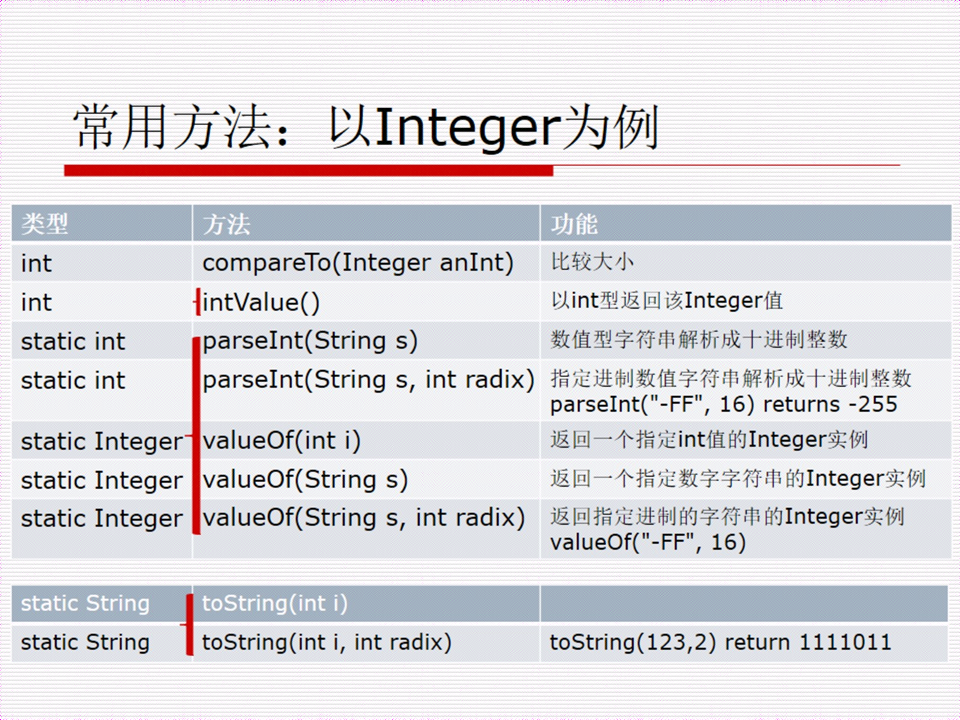 常用方法：以Integer为例
类型 方法 功能
int compareTo(Integer anInt) 比较大小
int intValue() 以int型返回该Integer值
static int parseInt(String s) 数值型字符串解析成十进制整数
static int parseInt(String s, int radix) 指定进制数值字符串解析成十进制整数
parseInt("-FF", 16) returns -255
static Integer valueOf(int i) 返回一个指定int值的Integer实例
static Integer valueOf(String s) 返回一个指定数字字符串的Integer实例
static Integer valueOf(String s, int radix) 返回指定进制的字符串的Integer实例
valueOf("-FF", 16)
static String toString(int i)
static String toString(int i, int radix) toString(123,2) return 1111011